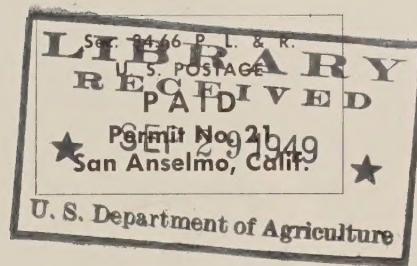 Sec. 34.66 P. L. & R.
U. S. POSTAGE
PAID
Permit No. 21
San Anselmo, Calif.
LIBRARY
RECEIVED
★ SEP 29 1949 ★
U. S. Department of Agriculture